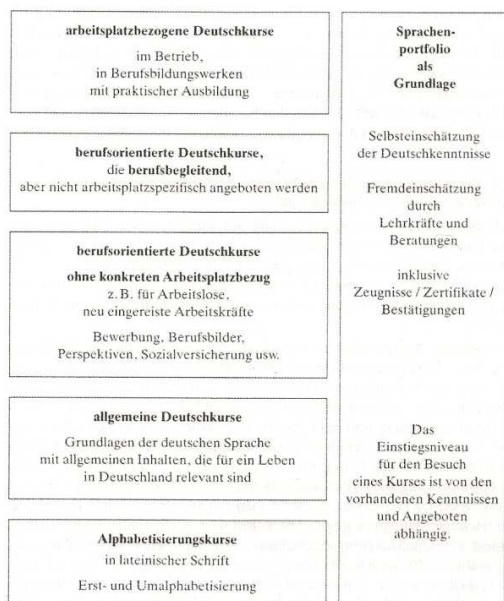 arbeitsplatzbezogene Deutschkurse
im Betrieb,
in Berufsbildungswerken
mit praktischer Ausbildung
berufsorientierte Deutschkurse,
die berufsbegleitend,
aber nicht arbeitsplatzspezifisch angeboten werden
berufsorientierte Deutschkurse
ohne konkreten Arbeitsplatzbezug
z. B. für Arbeitslose,
neu eingereiste Arbeitskräfte
Bewerbung, Berufsbilder,
Perspektiven, Sozialversicherung usw.
allgemeine Deutschkurse
Grundlagen der deutschen Sprache
mit allgemeinen Inhalten, die für ein Leben
in Deutschland relevant sind
Alphabetisierungskurse
in lateinischer Schrift
Erst- und Umalphabetisierung
Sprachen-
portfolio
als
Grundlage
Selbsteinschätzung
der Deutschkenntnisse
Fremdeinschätzung
durch
Lehrkräfte und
Beratungen
inklusive
Zeugnisse / Zertifikate /
Bestätigungen
Das
Einstiegsniveau
für den Besuch
eines Kurses ist von den
vorhandenen Kenntnissen
und Angeboten
abhängig.